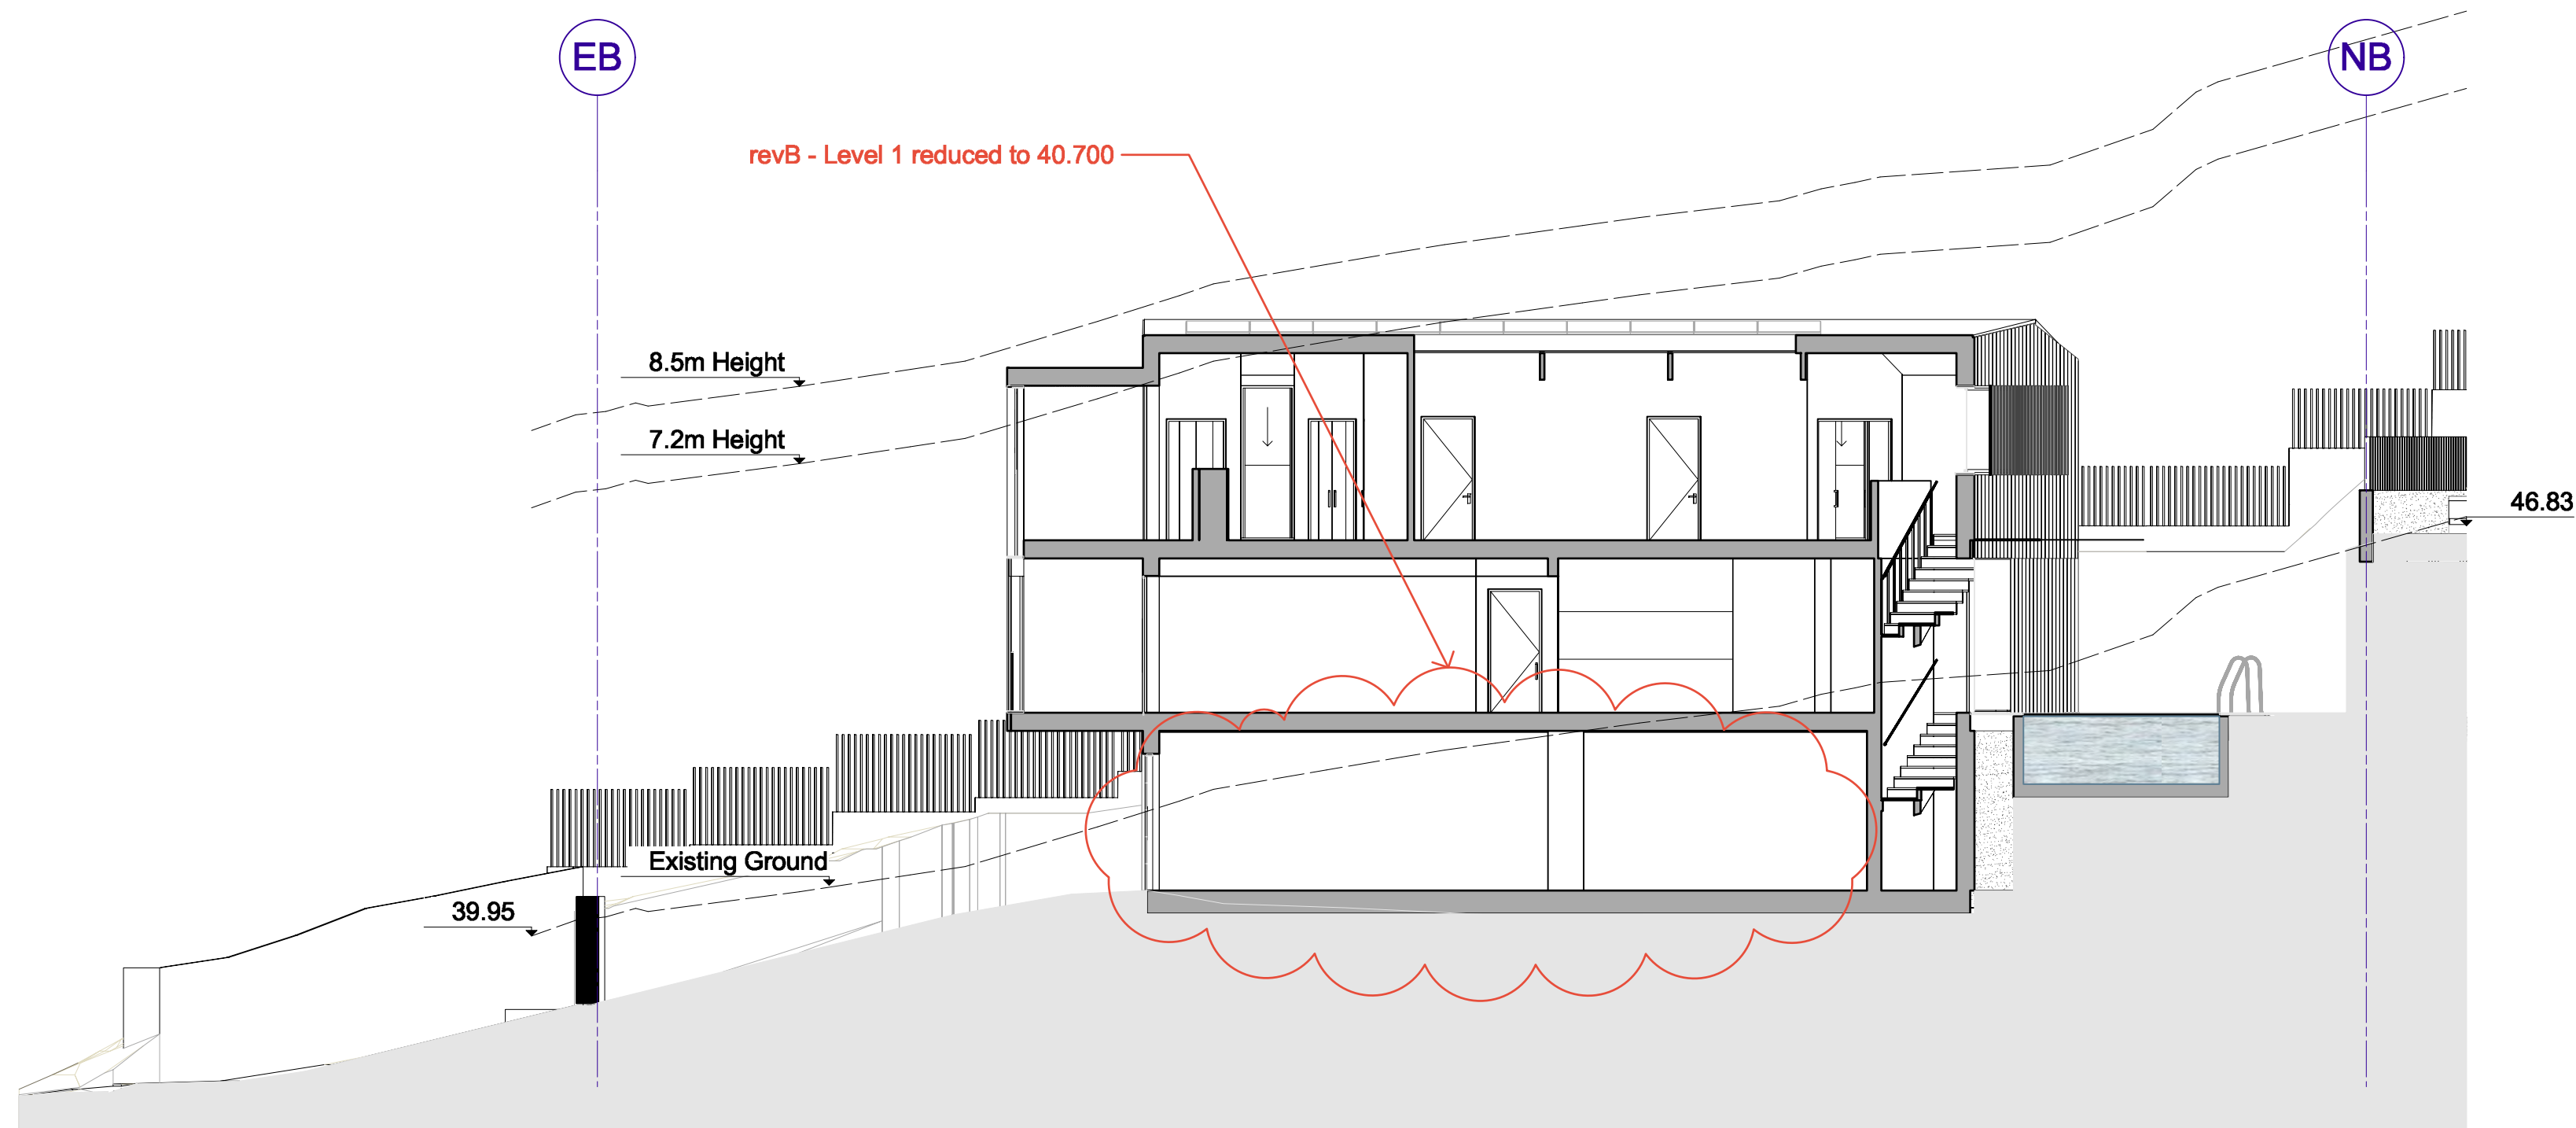 EB
NB
revB - Level 1 reduced to 40.700
8.5m Height
7.2m Height
46.83
Existing Ground
39.95